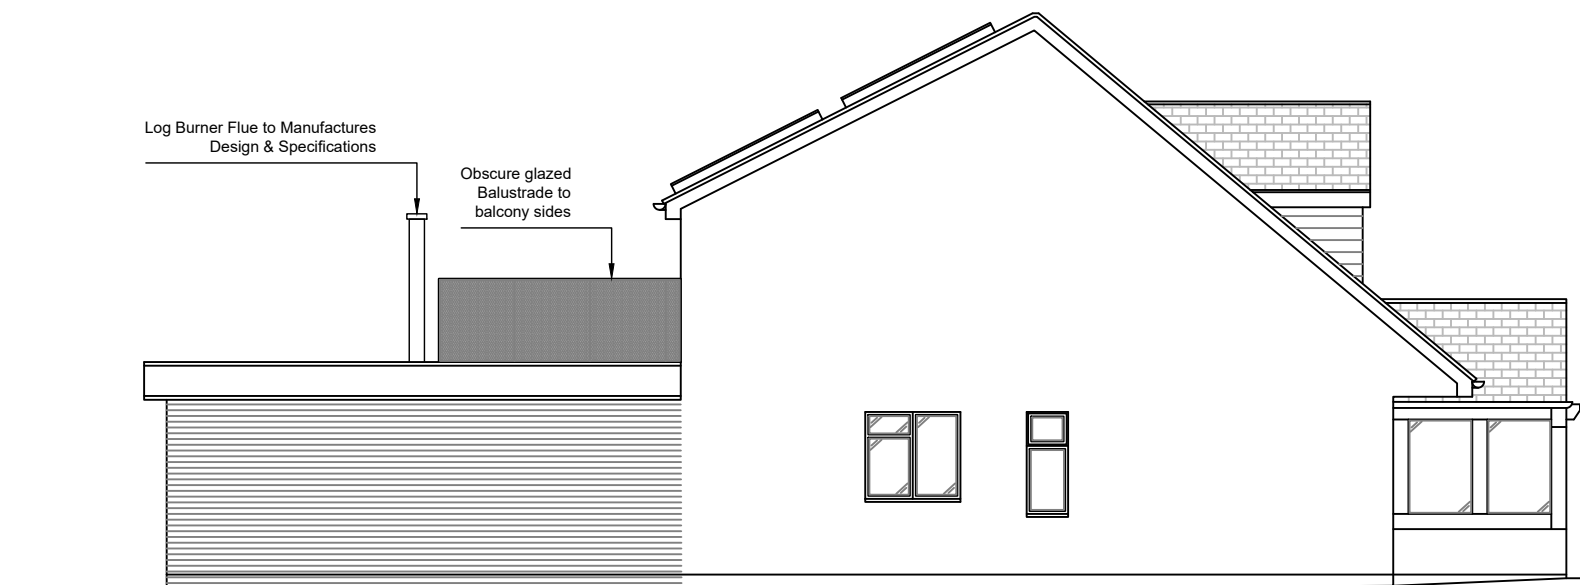 Log Burner Flue to Manufactures
Design & Specifications
Obscure glazed
Balustrade to
balcony sides